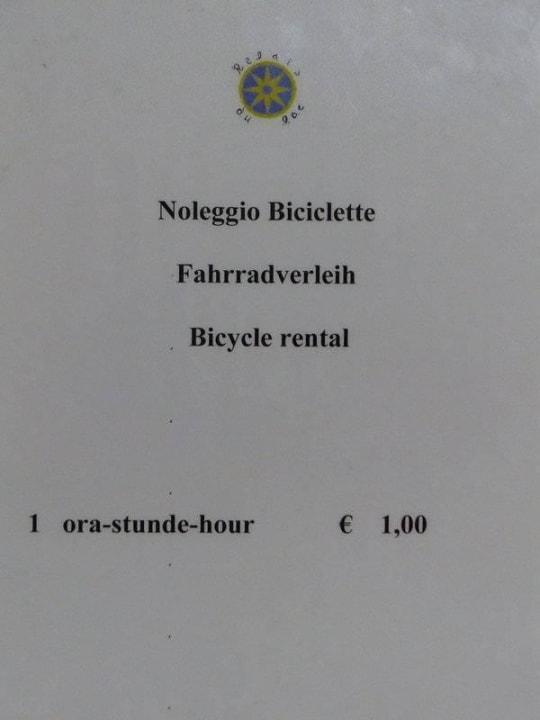 Noleggio Biciclette
Fahrradverleih
Bicycle rental
1 ora-stunde-hour € 1,00